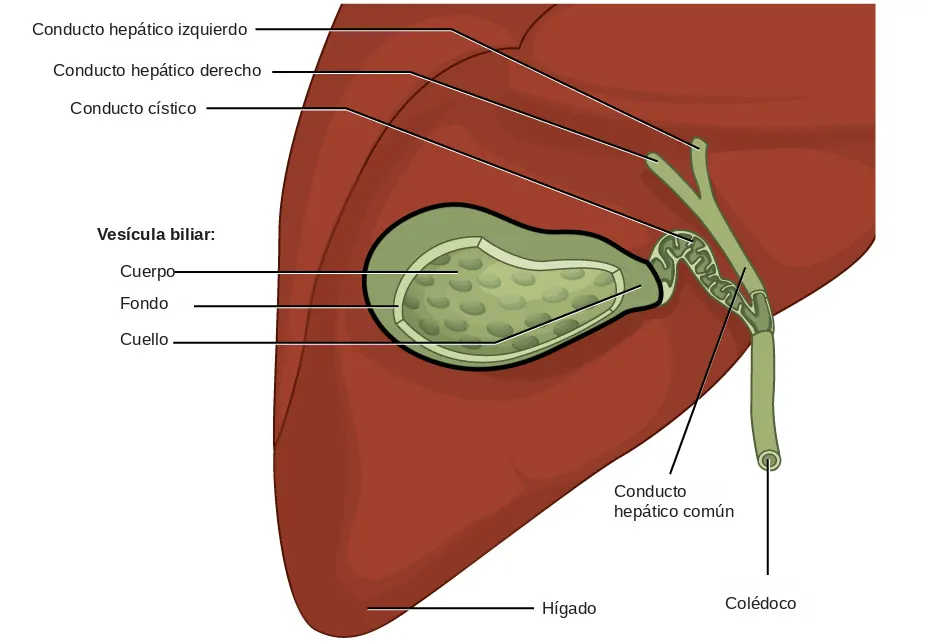 Conducto hepático izquierdo
Conducto hepático derecho
Conducto cístico
Vesícula biliar:
Cuerpo
Fondo
Cuello
Conducto
hepático común
Hígado
Colédoco